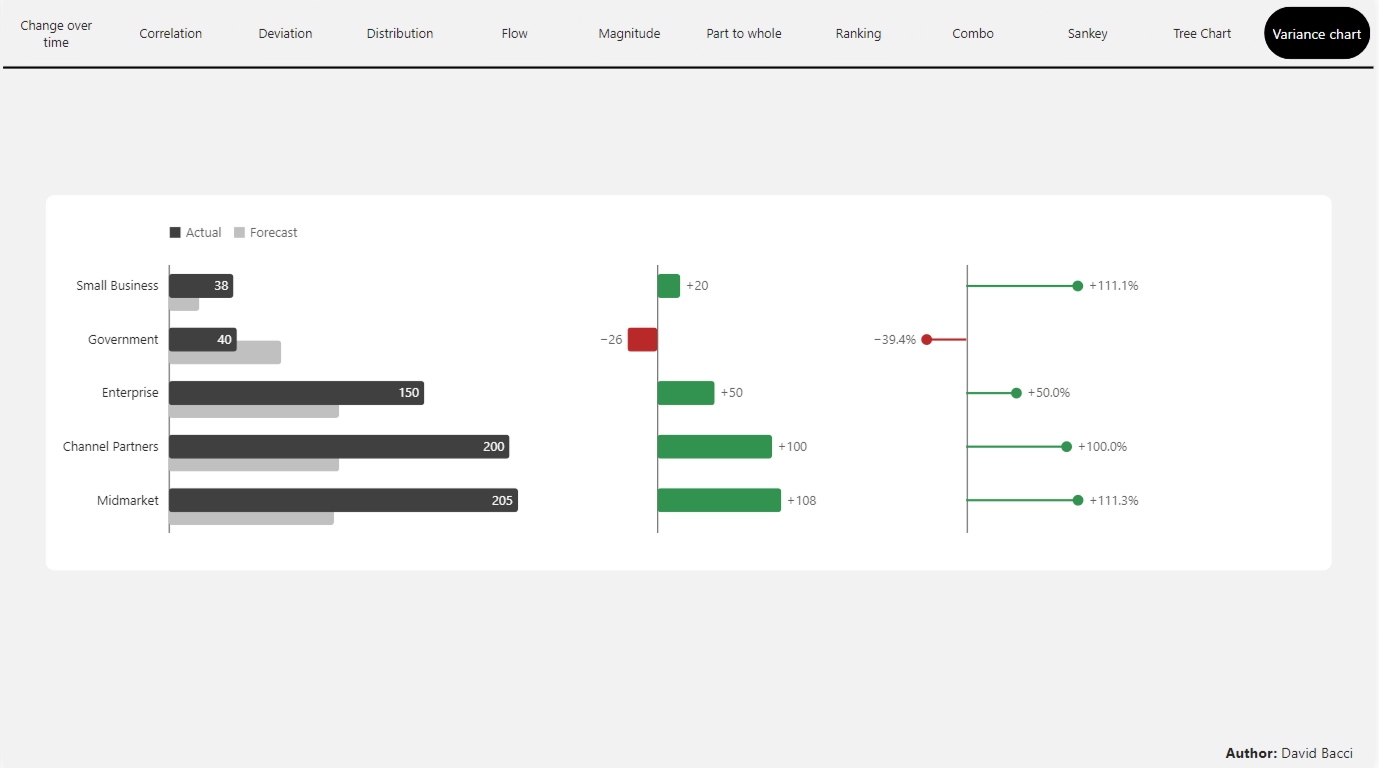 Change over
time
Correlation
Deviation
Distribution
Flow
Magnitude
Part to whole
Ranking
Combo
Sankey
Tree Chart
Variance chart
Actual Forecast
Small Business 38 +20 +111.1%
Government 40 −26 −39.4%
Enterprise 150 +50 +50.0%
Channel Partners 200 +100 +100.0%
Midmarket 205 +108 +111.3%
Author: David Bacci